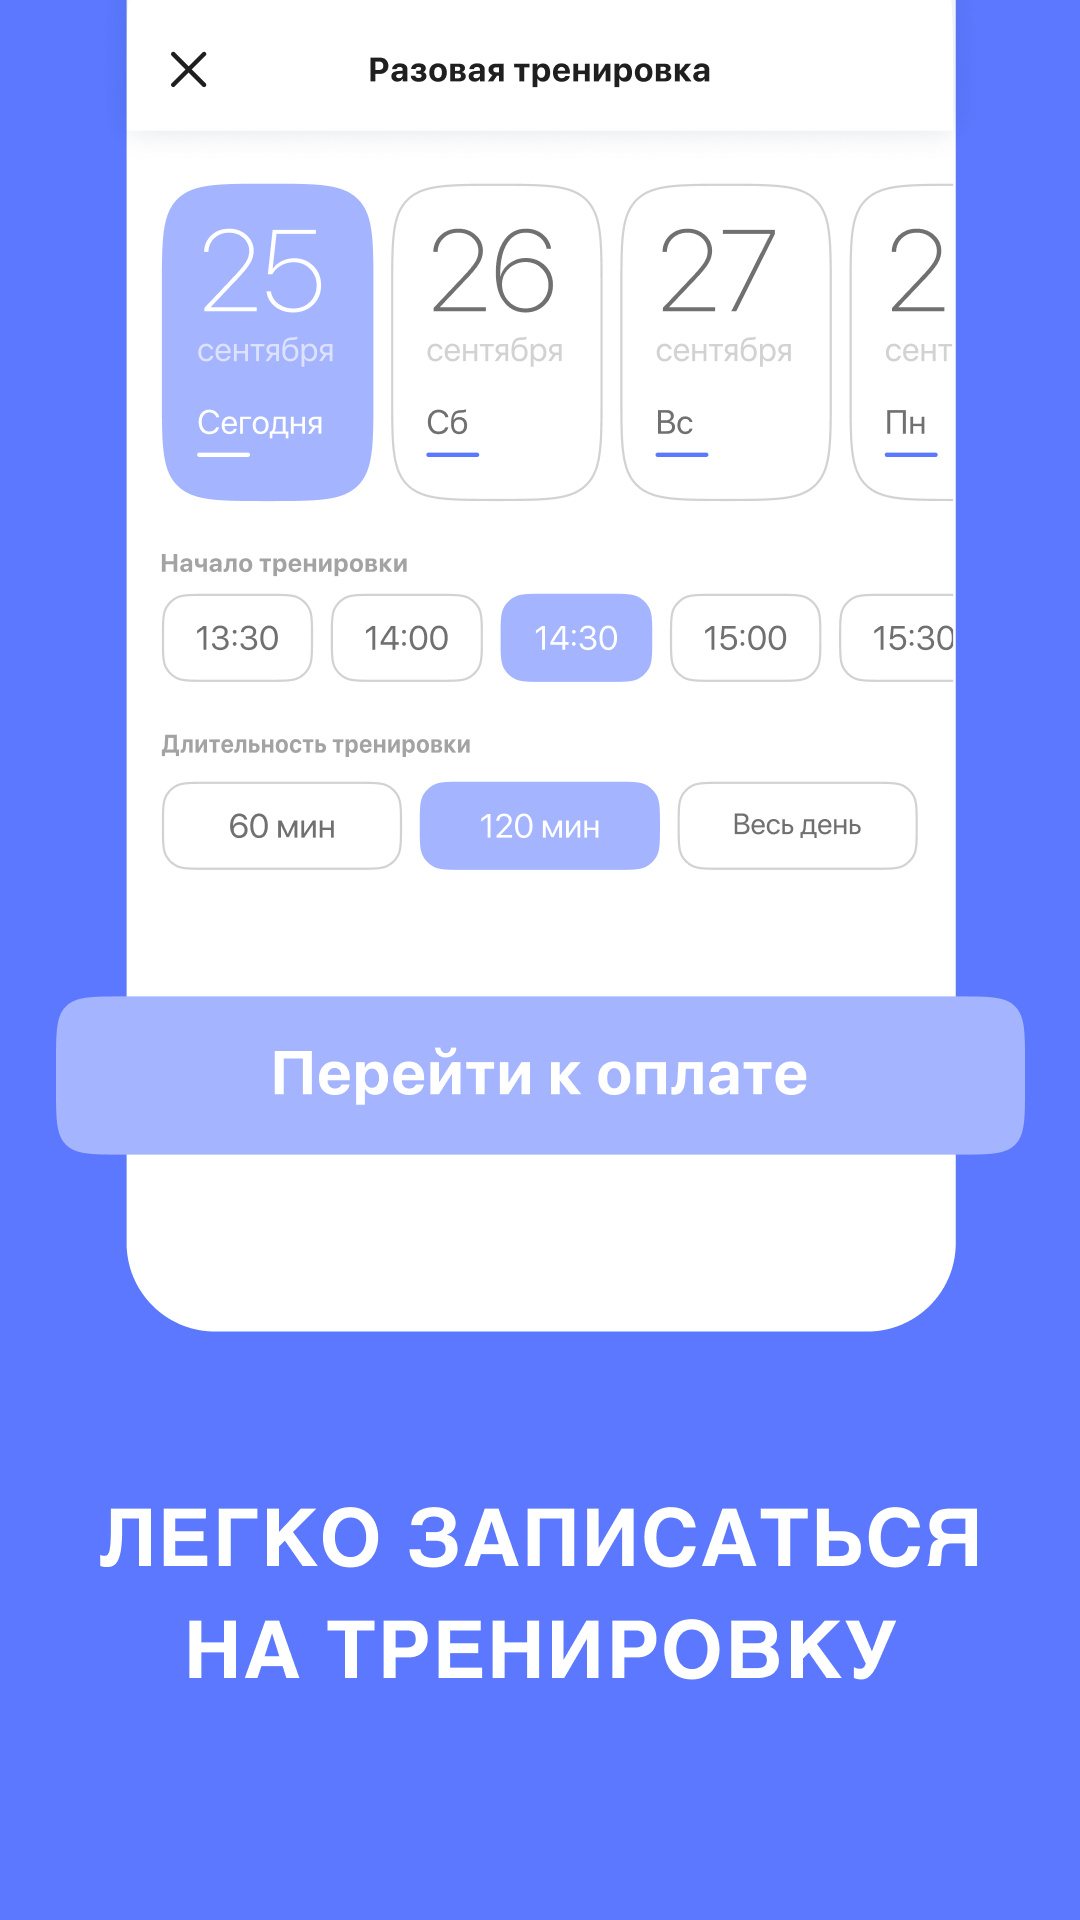 Разовая тренировка
25 26 27 2
сентября сентября сентября сент
Сегодня Сб Вс Пн
Начало тренировки
13:30 14:00 14:30 15:00 15:30
Длительность тренировки
60 мин 120 мин Весь день
Перейти к оплате
ЛЕГКО ЗАПИСАТЬСЯ
НА ТРЕНИРОВКУ